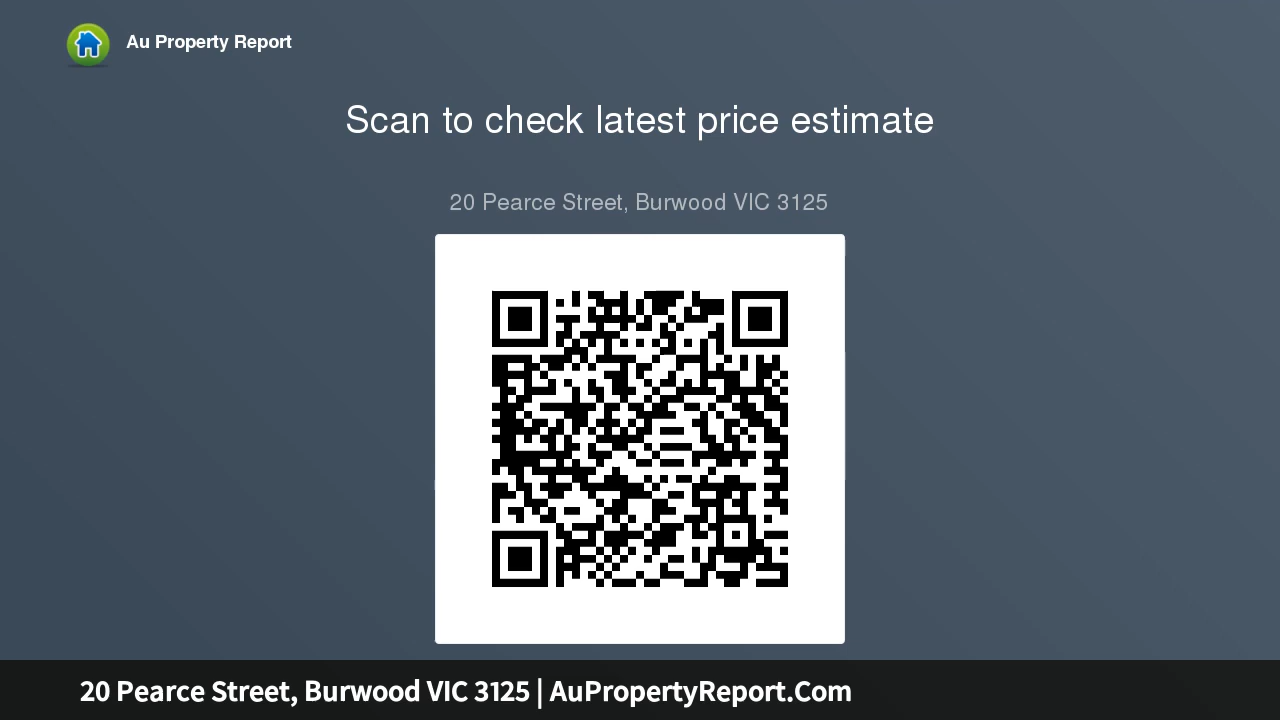 Au Property Report
Scan to check latest price estimate
20 Pearce Street, Burwood VIC 3125
20 Pearce Street, Burwood VIC 3125 | AuPropertyReport.Com